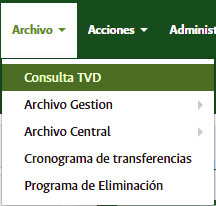 Archivo Acciones Administ
Consulta TVD
Archivo Gestion
Archivo Central
Cronograma de transferencias
Programa de Eliminación